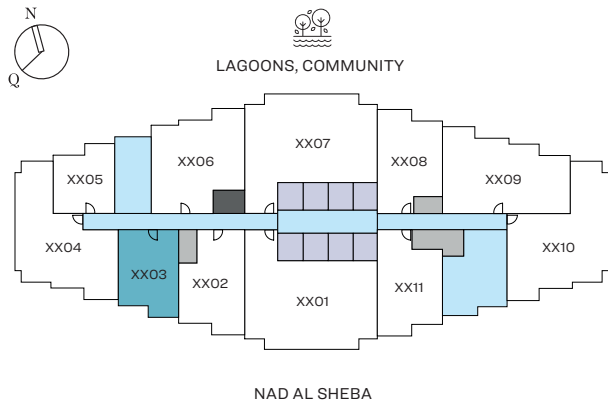 N
Q
LAGOONS, COMMUNITY
XX07
XX06
XX08
XX05
XX09
XX04
XX03
XX02
XX01
XX11
XX10
NAD AL SHEBA